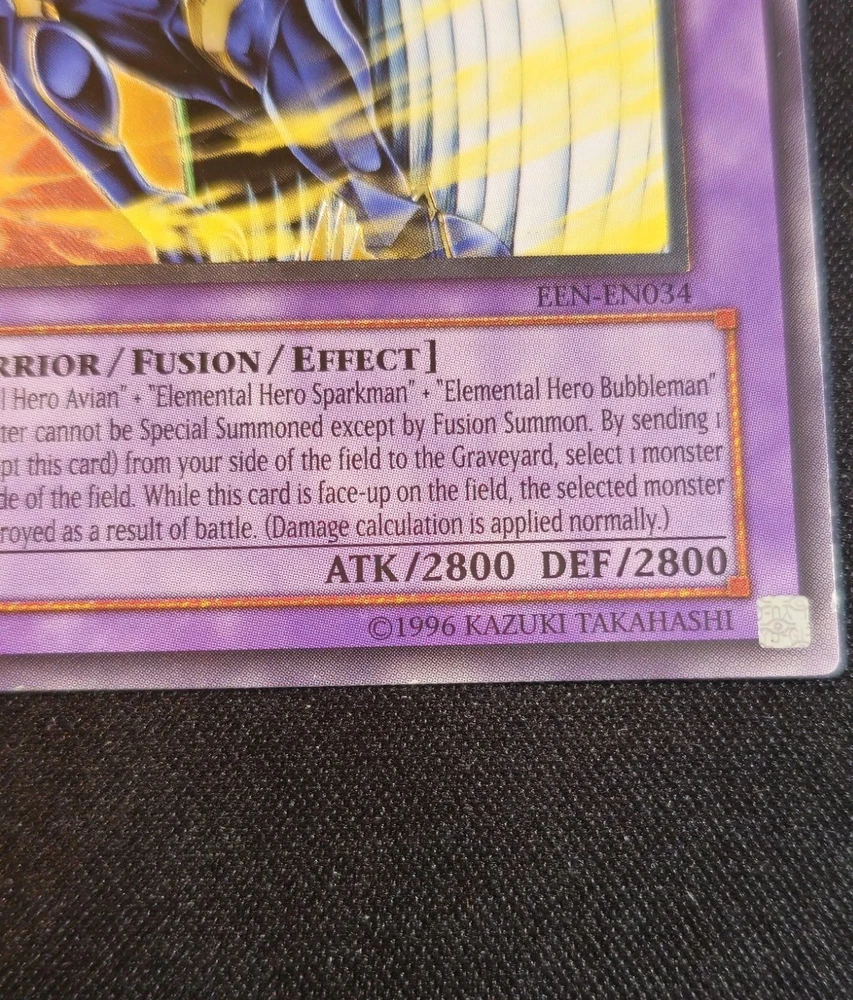 EEN-EN034
RRIOR/FUSION/EFFECT]
l Hero Avian" + "Elemental Hero Sparkman" + "Elemental Hero Bubbleman"
ter cannot be Special Summoned except by Fusion Summon. By sending 1
pt this card) from your side of the field to the Graveyard, select 1 monster
de of the field. While this card is face-up on the field, the selected monster
royed as a result of battle. (Damage calculation is applied normally.)
ATK/2800 DEF/2800
©1996 KAZUKI TAKAHASHI